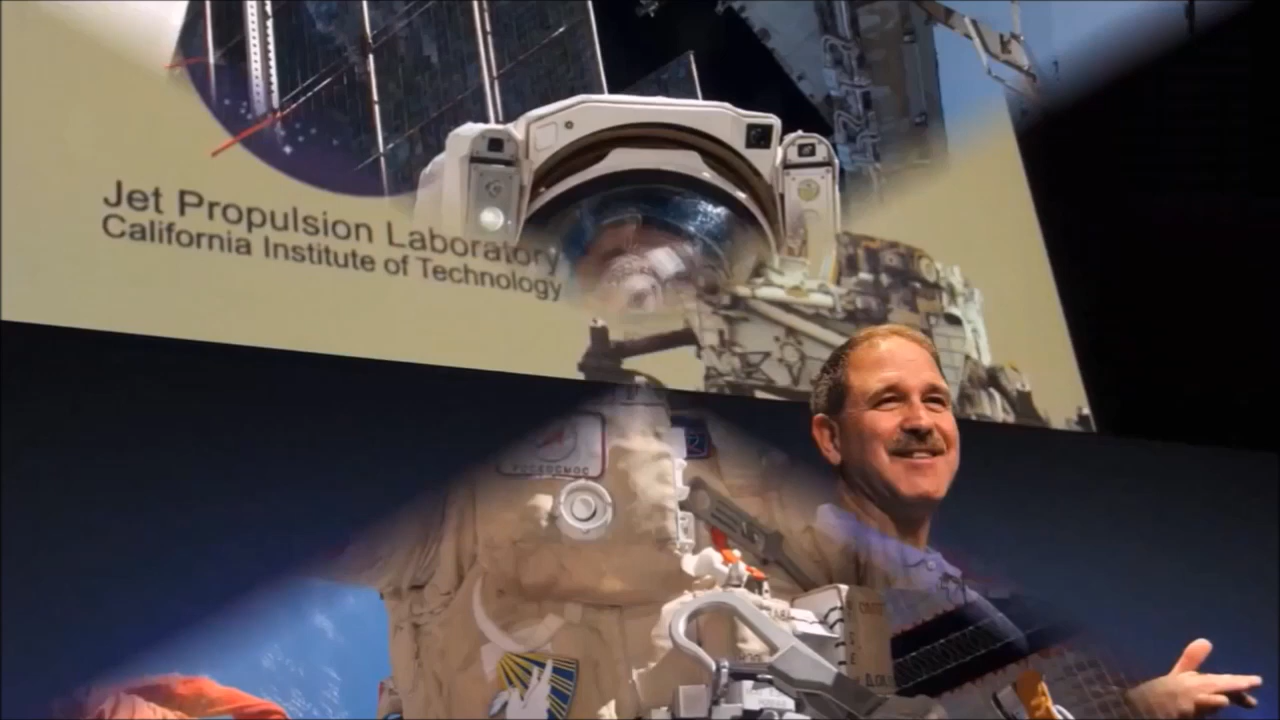 Jet Propulsion Laboratory
California Institute of Technology
РОСКОСМОС